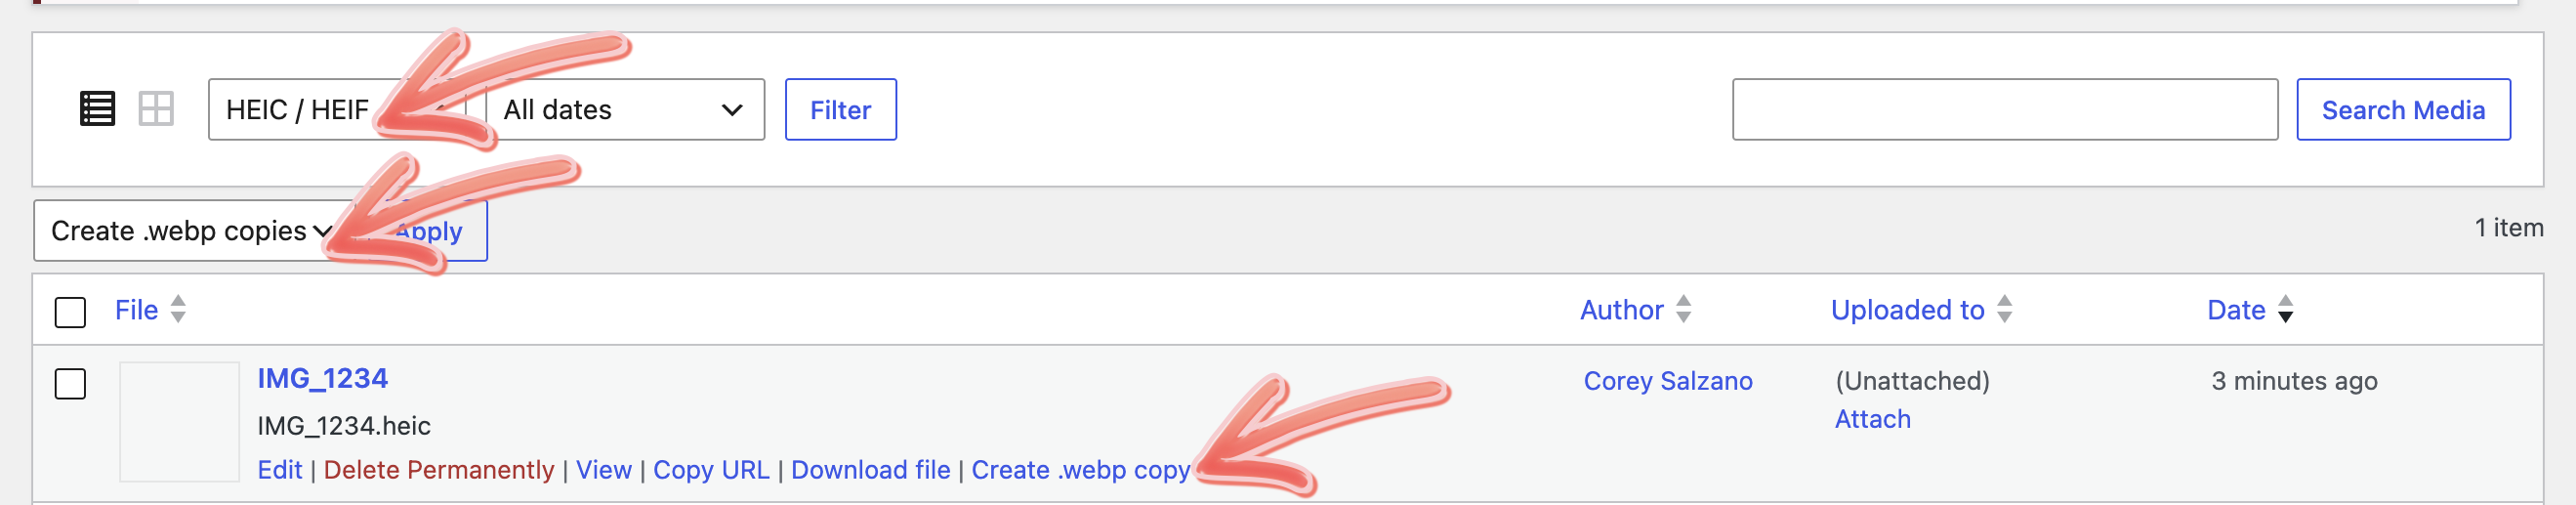 HEIC / HEIF All dates Filter Search Media
Create .webp copies Apply 1 item
File Author Uploaded to Date
IMG_1234 Corey Salzano (Unattached) 3 minutes ago
IMG_1234.heic Attach
Edit | Delete Permanently | View | Copy URL | Download file | Create .webp copy